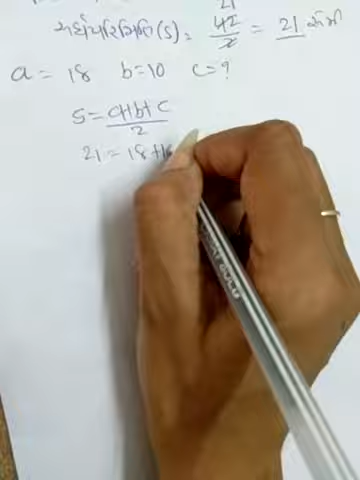 21
અર્ધપરિમિતિ (s) = 42/2 = 21 સેમી
a = 18 b = 10 c = ?
s = a+b+c
2
21 = 18+10